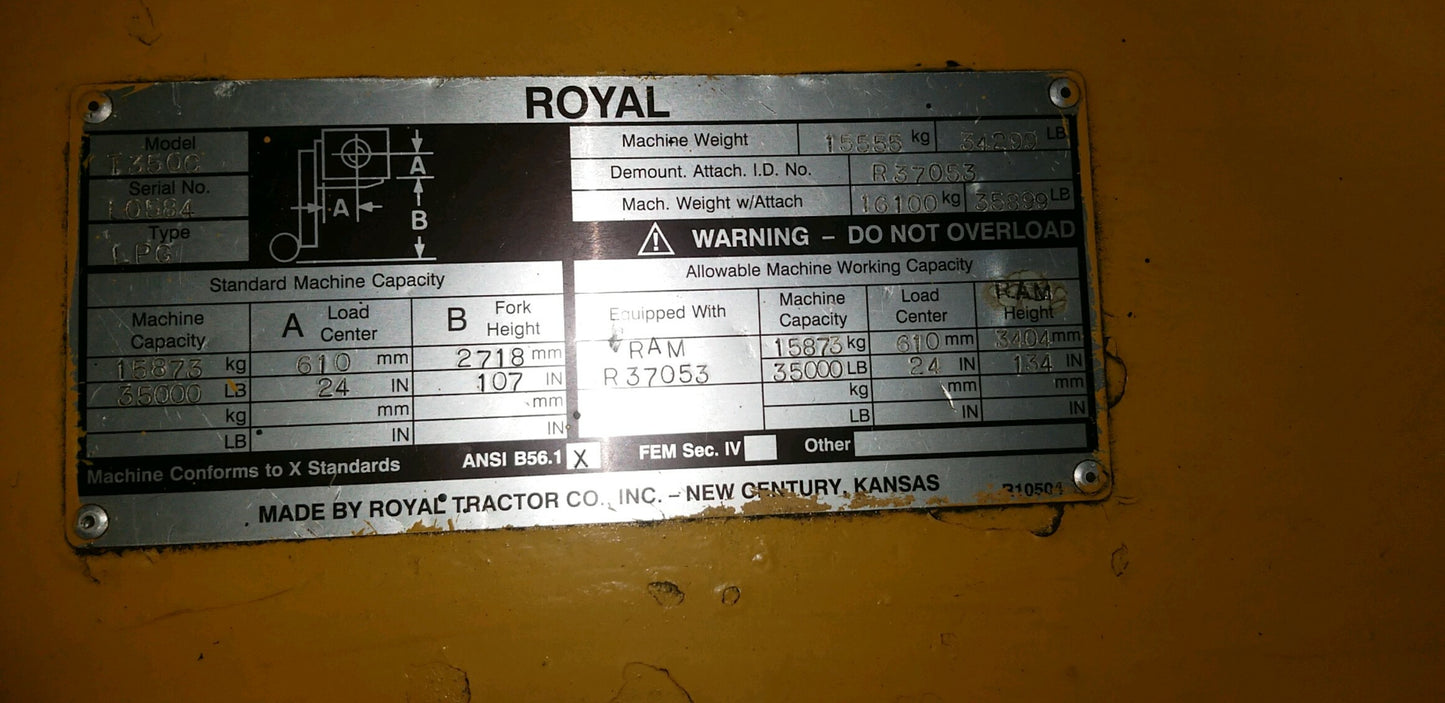 ROYAL
Model
T350C
Serial No.
L0584
Type
LPG
A
A
B
Machine Weight 15555 kg 34299 LB
Demount. Attach. I.D. No. R37053
Mach. Weight w/Attach 16100 kg 35899 LB
WARNING – DO NOT OVERLOAD
Standard Machine Capacity
Machine Capacity A Load Center B Fork Height
15873 kg 610 mm 2718 mm
35000 LB 24 IN 107 IN
kg mm mm
LB IN IN
Allowable Machine Working Capacity
Equipped With Machine Capacity Load Center RAM Height
RAM 15873 kg 610 mm 3404 mm
R37053 35000 LB 24 IN 134 IN
kg mm mm
LB IN IN
Machine Conforms to X Standards ANSI B56.1 X FEM Sec. IV Other
MADE BY ROYAL TRACTOR CO., INC. – NEW CENTURY, KANSAS